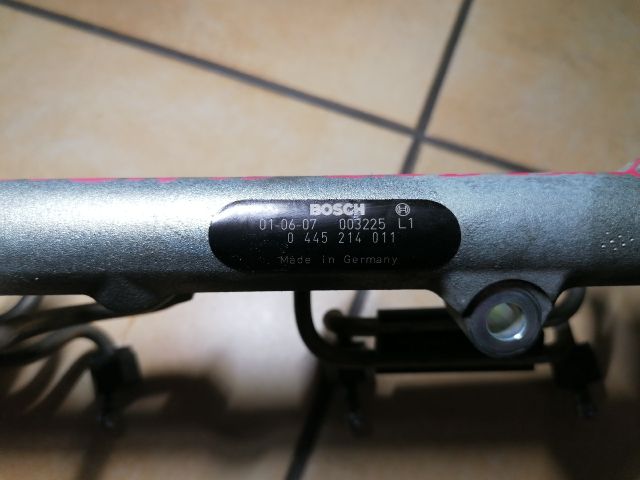 BOSCH
01-06-07 003225 L1
0 445 214 011
Made in Germany